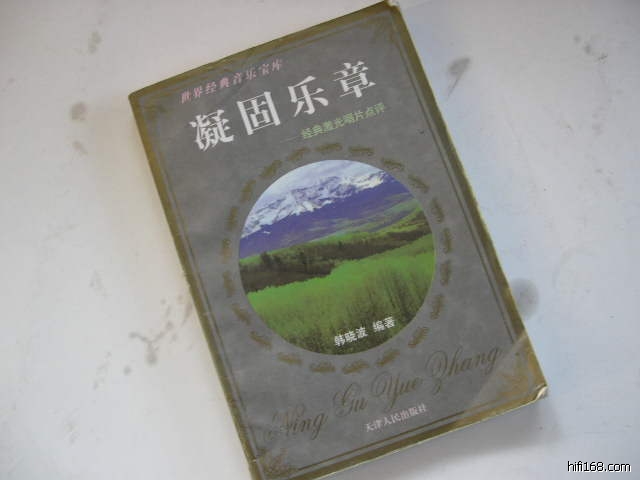 世界经典音乐宝库
凝固乐章
——经典激光唱片点评
韩晓波 编著
Ning Gu Yue Zhang
天津人民出版社
hifi168.com